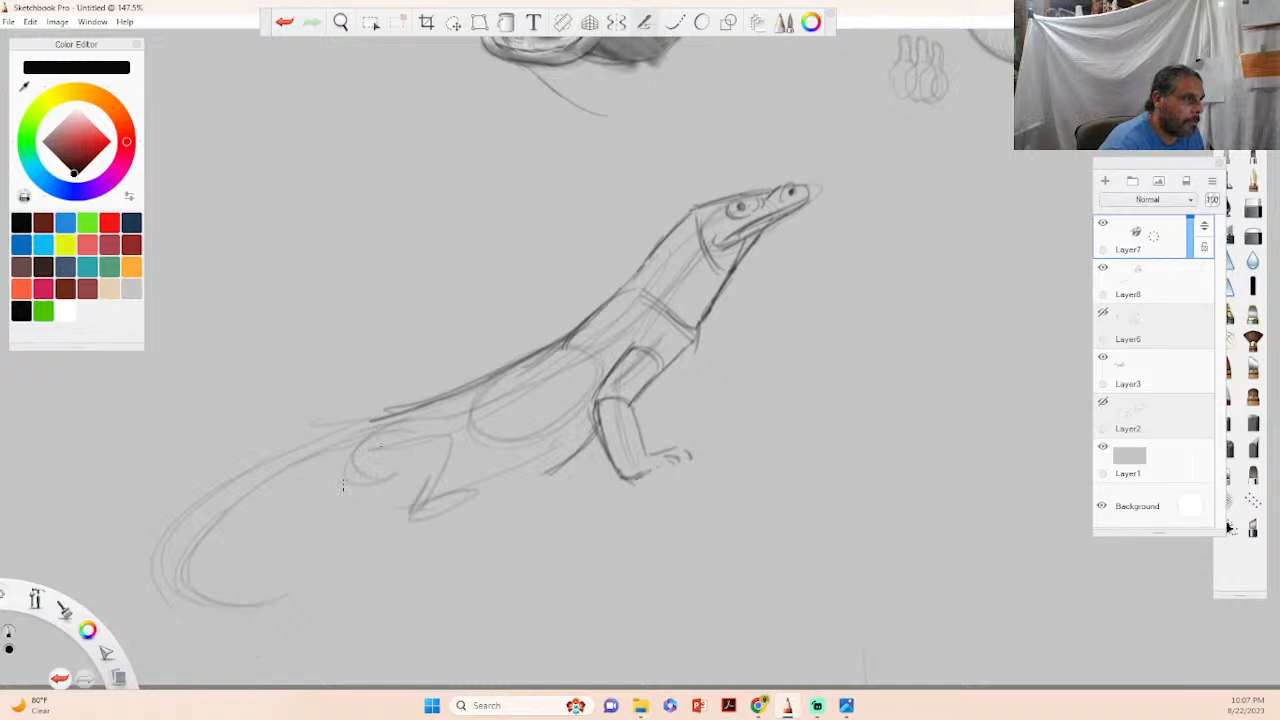 Sketchbook Pro - Untitled @ 147.5%
File Edit Image Window Help
Color Editor
Normal
100
Layer7
Layer8
Layer6
Layer3
Layer2
Layer1
Background
80°F
Clear
Search
10:07 PM
8/22/2023